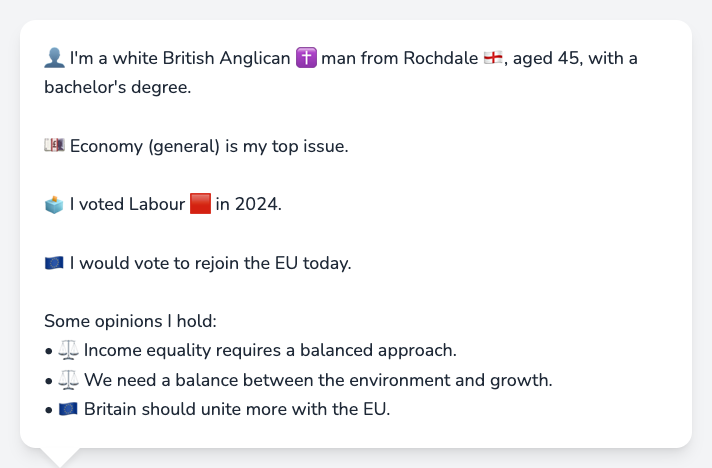 👤 I'm a white British Anglican ✝️ man from Rochdale 🏴󠁧󠁢󠁥󠁮󠁧󠁿, aged 45, with a
bachelor's degree.
💷 Economy (general) is my top issue.
🗳️ I voted Labour 🟥 in 2024.
🇪🇺 I would vote to rejoin the EU today.
Some opinions I hold:
• ⚖️ Income equality requires a balanced approach.
• ⚖️ We need a balance between the environment and growth.
• 🇪🇺 Britain should unite more with the EU.